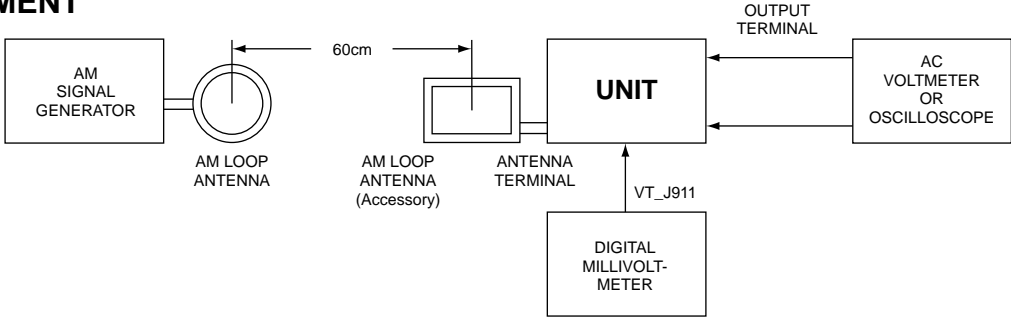 MENT
AM
SIGNAL
GENERATOR
AM LOOP
ANTENNA
60cm
AM LOOP
ANTENNA
(Accessory)
ANTENNA
TERMINAL
UNIT
OUTPUT
TERMINAL
AC
VOLTMETER
OR
OSCILLOSCOPE
VT_J911
DIGITAL
MILLIVOLT-
METER